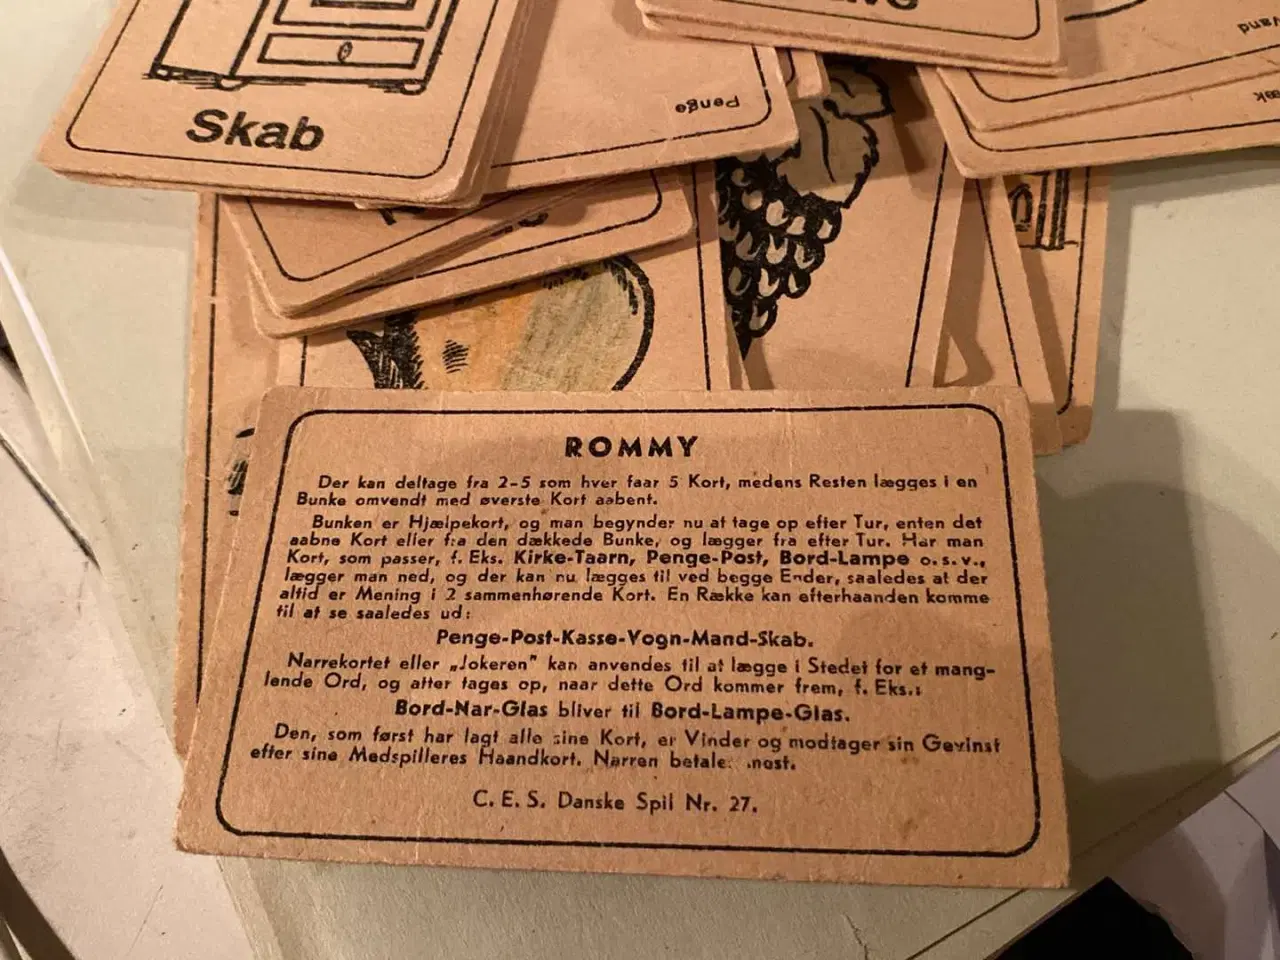 Skab
Penge
Vand
ROMMY
Der kan deltage fra 2-5 som hver faar 5 Kort, medens Resten lægges i en
Bunke omvendt med øverste Kort aabent.
Bunken er Hjælpekort, og man begynder nu at tage op efter Tur, enten det
aabne Kort eller fra den dækkede Bunke, og lægger fra efter Tur. Har man
Kort, som passer, f. Eks. Kirke-Taarn, Penge-Post, Bord-Lampe o. s. v.,
lægger man ned, og der kan nu lægges til ved begge Ender, saaledes at der
altid er Mening i 2 sammenhørende Kort. En Række kan efterhaanden komme
til at se saaledes ud:
Penge-Post-Kasse-Vogn-Mand-Skab.
Narrekortet eller „Jokeren" kan anvendes til at lægge i Stedet for et mang-
lende Ord, og atter tages op, naar dette Ord kommer frem, f. Eks.:
Bord-Nar-Glas bliver til Bord-Lampe-Glas.
Den, som først har lagt alle sine Kort, er Vinder og modtager sin Gevinst
efter sine Medspilleres Haandkort. Narren betaler mest.
C. E. S. Danske Spil Nr. 27.